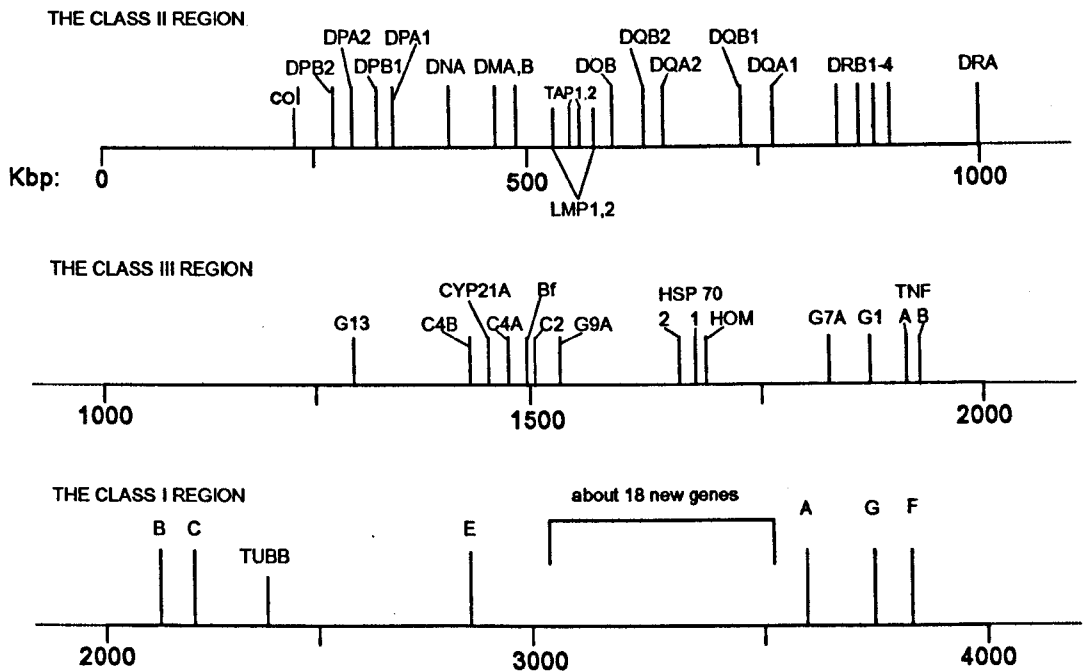 THE CLASS II REGION
DPA2 DPA1 DQB2 DQB1
DPB2 DPB1 DNA DMA,B DOB DQA2 DQA1 DRB1-4 DRA
col TAP1,2
Kbp: 0 500 1000
LMP1,2
THE CLASS III REGION
CYP21A Bf HSP 70 TNF
G13 C4B C4A C2 G9A 2 1 HOM G7A G1 A B
1000 1500 2000
THE CLASS I REGION about 18 new genes
B C E A G F
TUBB
2000 3000 4000